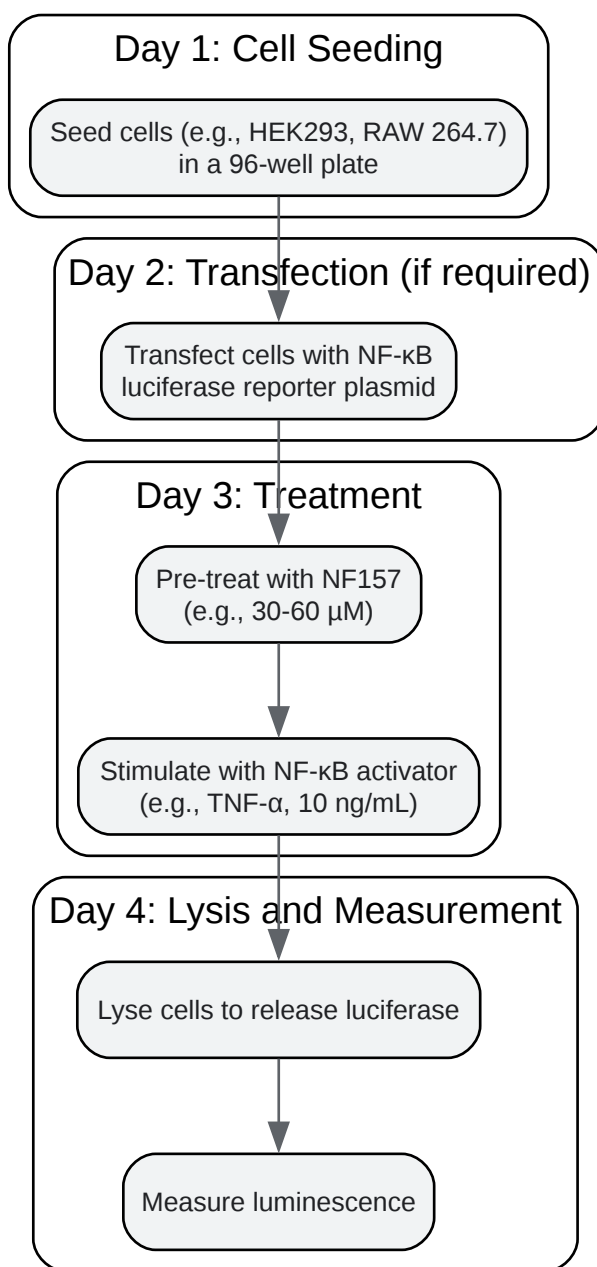 Day 1: Cell Seeding
Seed cells (e.g., HEK293, RAW 264.7)
in a 96-well plate
Day 2: Transfection (if required)
Transfect cells with NF-κB
luciferase reporter plasmid
Day 3: Treatment
Pre-treat with NF157
(e.g., 30-60 µM)
Stimulate with NF-κB activator
(e.g., TNF-α, 10 ng/mL)
Day 4: Lysis and Measurement
Lyse cells to release luciferase
Measure luminescence